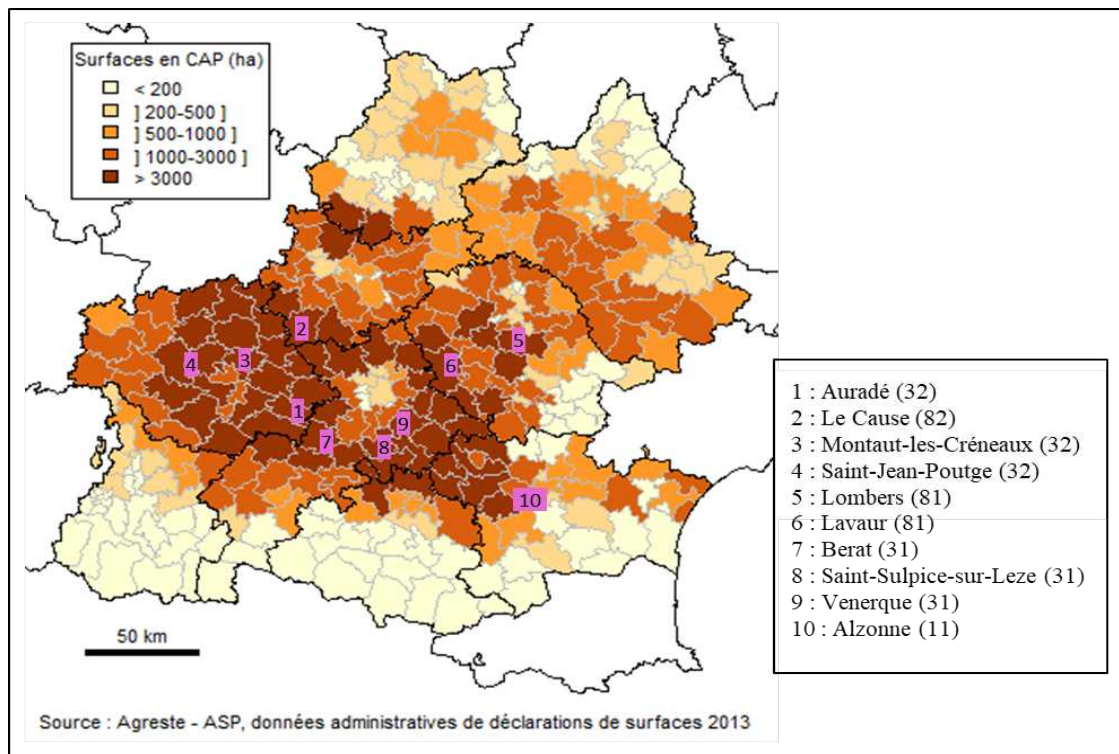 Surfaces en CAP (ha)
< 200
] 200-500 ]
] 500-1000 ]
] 1000-3000 ]
> 3000
2
5
4
3
6
1
9
7
8
10
1 : Auradé (32)
2 : Le Cause (82)
3 : Montaut-les-Créneaux (32)
4 : Saint-Jean-Poutge (32)
5 : Lombers (81)
6 : Lavaur (81)
7 : Berat (31)
8 : Saint-Sulpice-sur-Leze (31)
9 : Venerque (31)
10 : Alzonne (11)
50 km
Source : Agreste - ASP, données administratives de déclarations de surfaces 2013